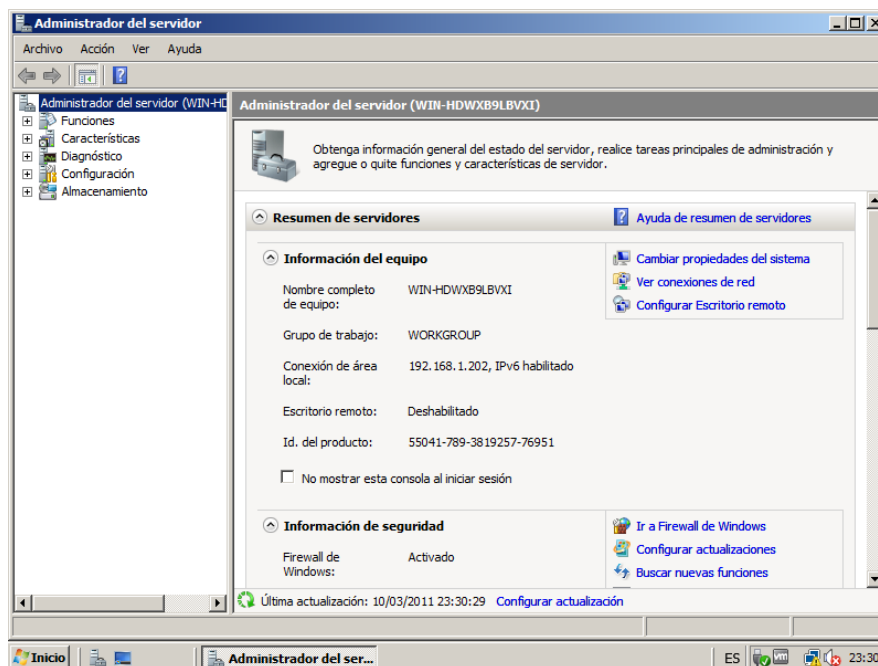 Administrador del servidor
Archivo Acción Ver Ayuda
Administrador del servidor (WIN-HD
Funciones
Características
Diagnóstico
Configuración
Almacenamiento
Administrador del servidor (WIN-HDWXB9LBVXI)
Obtenga información general del estado del servidor, realice tareas principales de administración y
agregue o quite funciones y características de servidor.
Resumen de servidores
Ayuda de resumen de servidores
Información del equipo
Nombre completo
de equipo:
WIN-HDWXB9LBVXI
Grupo de trabajo: WORKGROUP
Conexión de área
local:
192.168.1.202, IPv6 habilitado
Escritorio remoto: Deshabilitado
Id. del producto: 55041-789-3819257-76951
No mostrar esta consola al iniciar sesión
Cambiar propiedades del sistema
Ver conexiones de red
Configurar Escritorio remoto
Información de seguridad
Firewall de
Windows:
Activado
Ir a Firewall de Windows
Configurar actualizaciones
Buscar nuevas funciones
Última actualización: 10/03/2011 23:30:29 Configurar actualización
Inicio
Administrador del ser...
ES
23:30